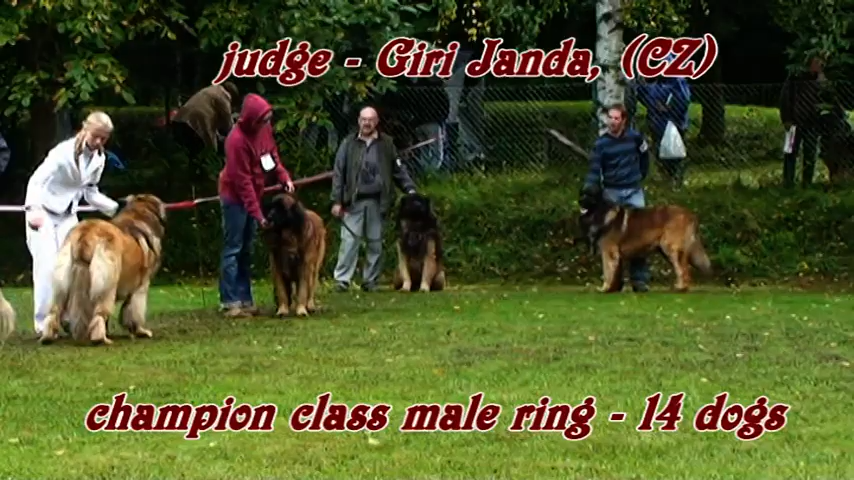 judge - Giri Janda, (CZ)
champion class male ring - 14 dogs